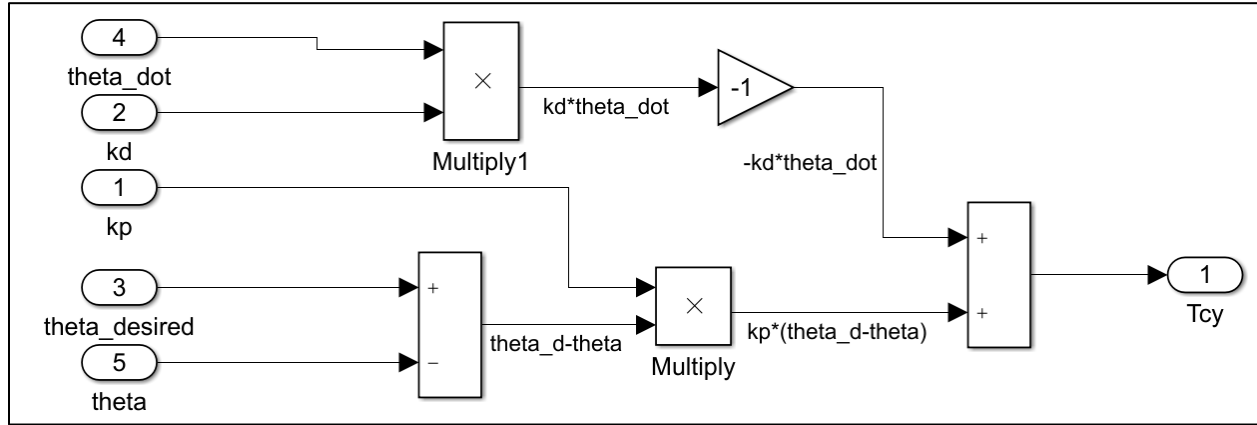 4
theta_dot
2
kd
×
Multiply1
kd*theta_dot
-1
-kd*theta_dot
1
kp
3
theta_desired
5
theta
+
−
theta_d-theta
×
Multiply
kp*(theta_d-theta)
+
+
1
Tcy